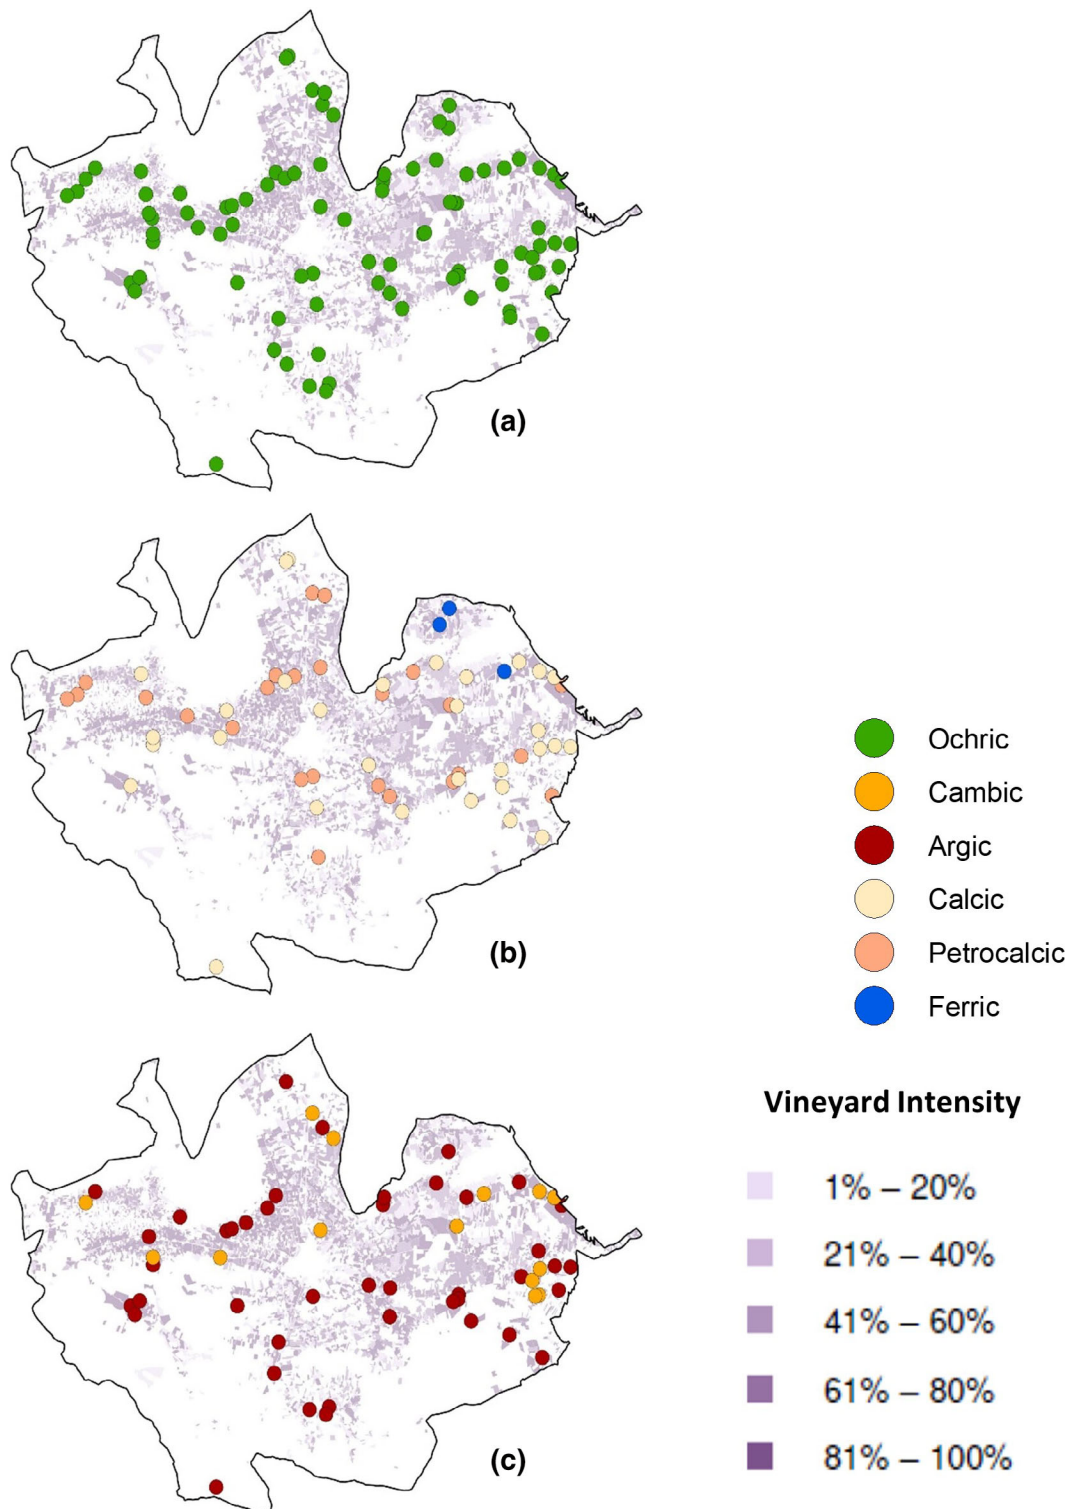 (a)
(b)
Ochric
Cambic
Argic
Calcic
Petrocalcic
Ferric
Vineyard Intensity
1% – 20%
21% – 40%
41% – 60%
61% – 80%
81% – 100%
(c)